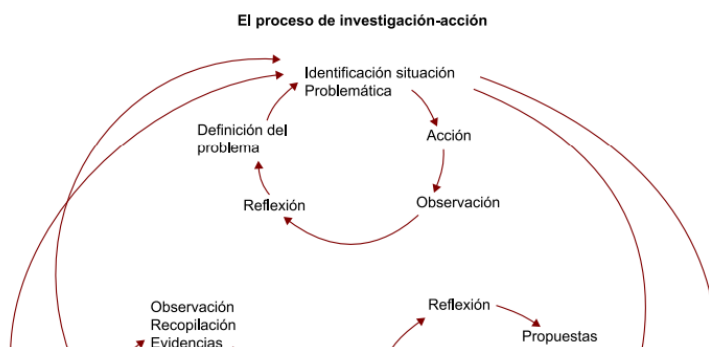 El proceso de investigación-acción
Identificación situación
Problemática
Definición del
problema
Acción
Reflexión
Observación
Observación
Recopilación
Evidencias
Reflexión
Propuestas